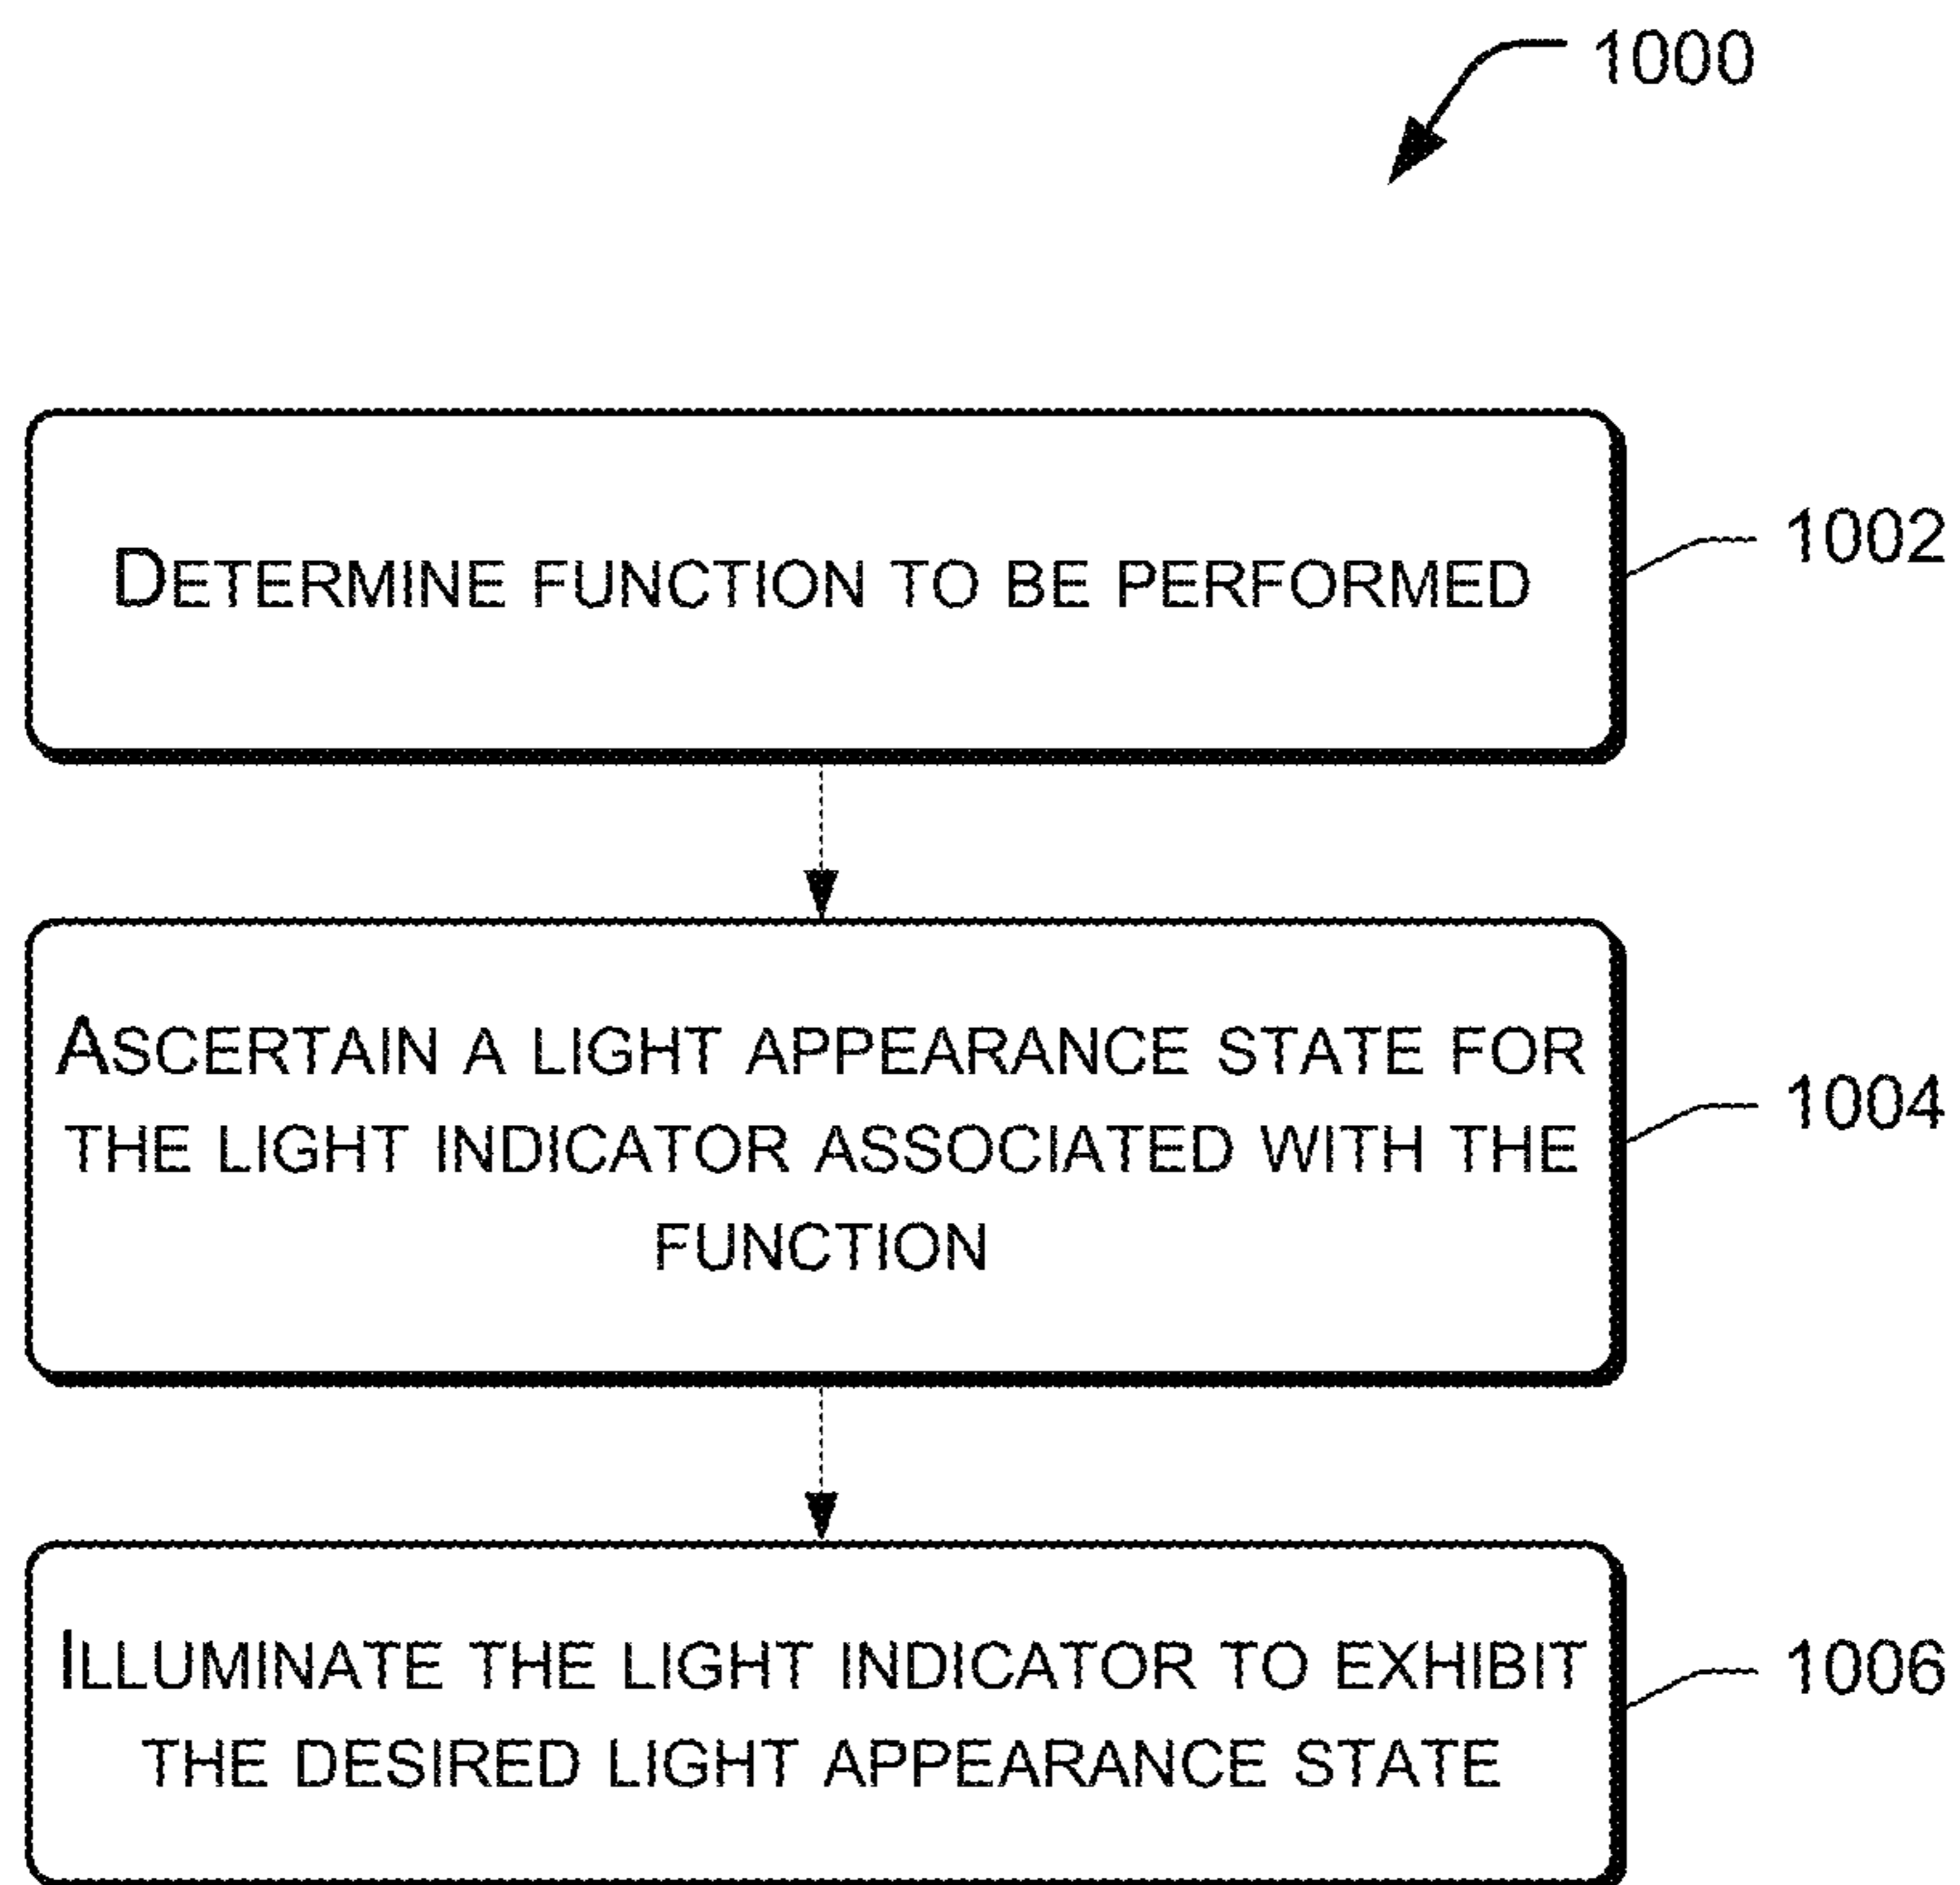 1000
DETERMINE FUNCTION TO BE PERFORMED
1002
ASCERTAIN A LIGHT APPEARANCE STATE FOR
THE LIGHT INDICATOR ASSOCIATED WITH THE
FUNCTION
1004
ILLUMINATE THE LIGHT INDICATOR TO EXHIBIT
THE DESIRED LIGHT APPEARANCE STATE
1006